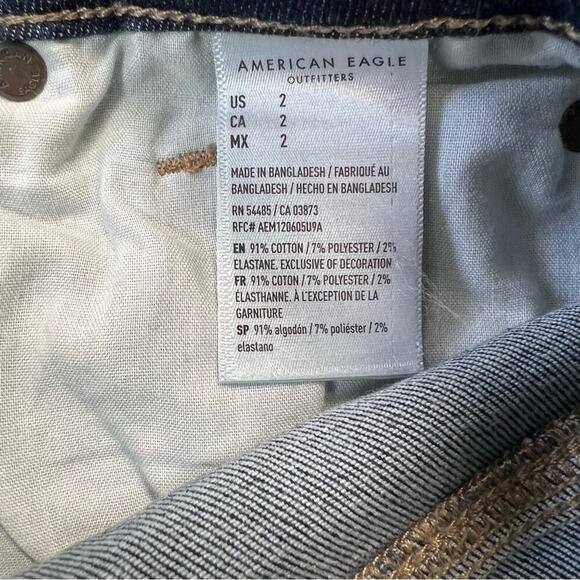 AMERICAN EAGLE
OUTFITTERS
US 2
CA 2
MX 2
MADE IN BANGLADESH / FABRIQUÉ AU
BANGLADESH / HECHO EN BANGLADESH
RN 54485 / CA 03873
RFC# AEM120605U9A
EN 91% COTTON / 7% POLYESTER / 2%
ELASTANE, EXCLUSIVE OF DECORATION
FR 91% COTON / 7% POLYESTER / 2%
ÉLASTHANNE, À L'EXCEPTION DE LA
GARNITURE
SP 91% algodón / 7% poliéster / 2%
elastano